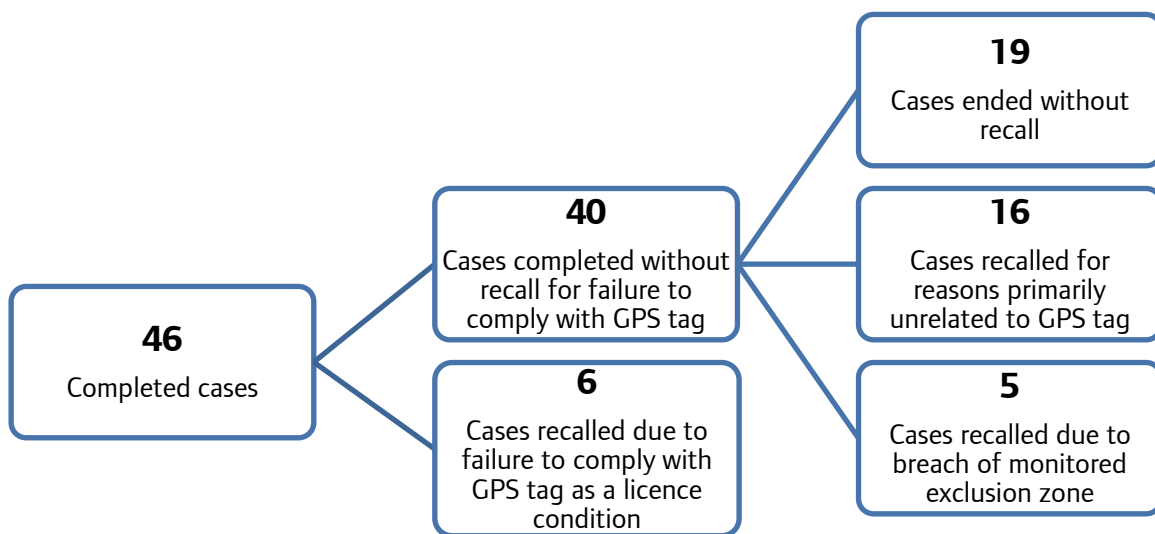 46
Completed cases
40
Cases completed without
recall for failure to
comply with GPS tag
6
Cases recalled due to
failure to comply with
GPS tag as a licence
condition
19
Cases ended without
recall
16
Cases recalled for
reasons primarily
unrelated to GPS tag
5
Cases recalled due to
breach of monitored
exclusion zone